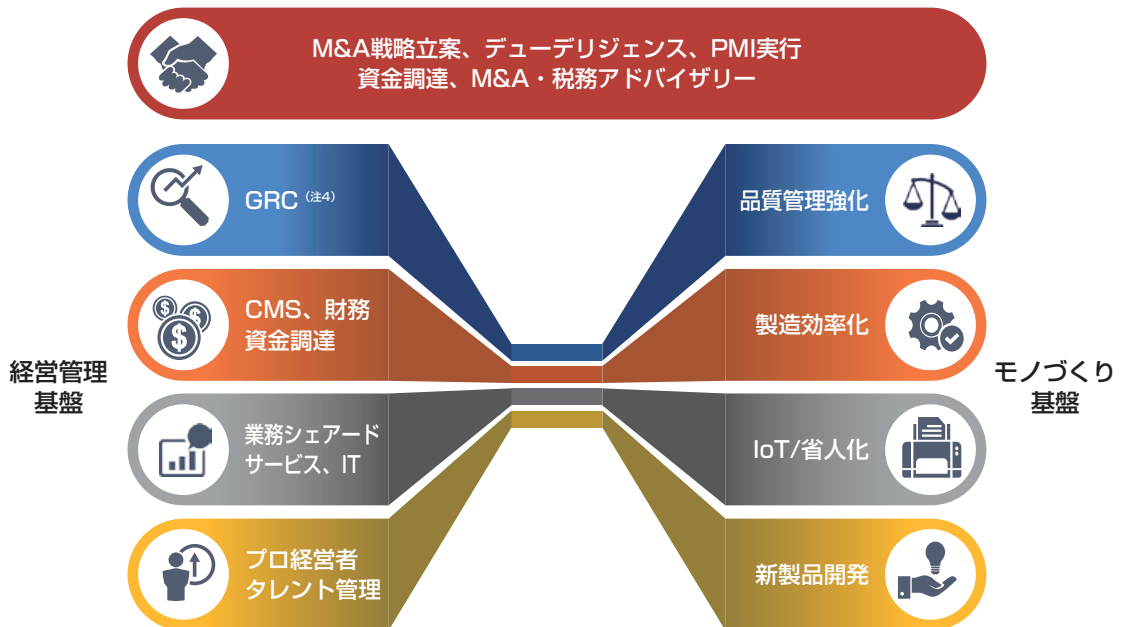 M&A戦略立案、デューデリジェンス、PMI実行
資金調達、M&A・税務アドバイザリー
経営管理
基盤
GRC（注4）
CMS、財務
資金調達
業務シェアード
サービス、IT
プロ経営者
タレント管理
品質管理強化
製造効率化
IoT/省人化
新製品開発
モノづくり
基盤